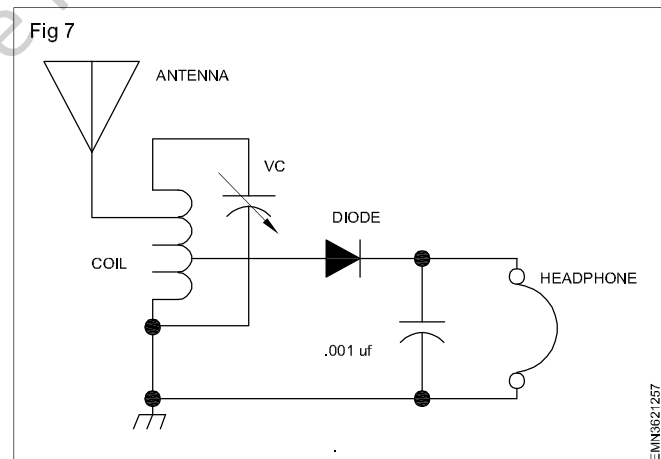 Fig 7
ANTENNA
VC
DIODE
COIL
HEADPHONE
.001 uf
EMN3621257